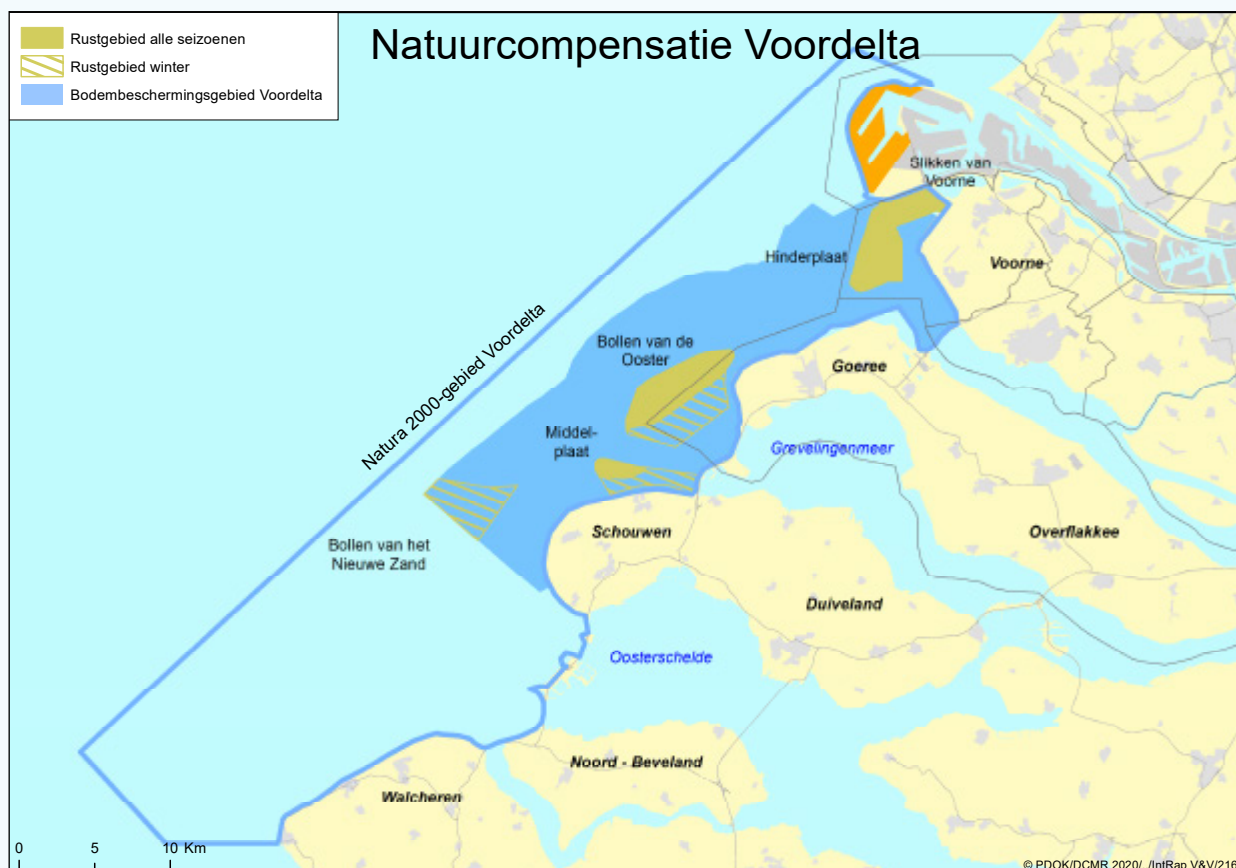 Natuurcompensatie Voordelta
Rustgebied alle seizoenen
Rustgebied winter
Bodembeschermingsgebied Voordelta
Slikken van
Voorne
Hinderplaat
Voorne
Natura 2000-gebied Voordelta
Bollen van de
Ooster
Goeree
Middel-
plaat
Grevelingenmeer
Bollen van het
Nieuwe Zand
Schouwen
Overflakkee
Duiveland
Oosterschelde
Noord - Beveland
Walcheren
0 5 10 Km
© PDOK/DCMR 2020/ /IntRap V&V/216